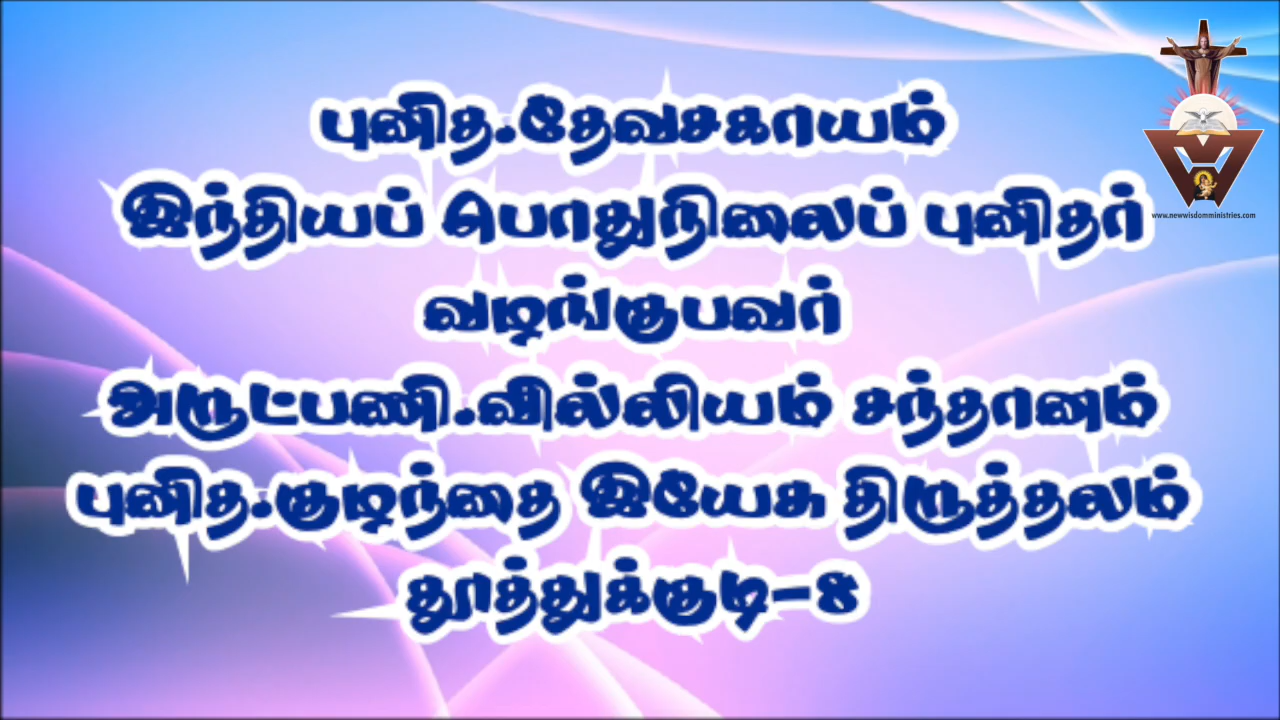 புனித.தேவசகாயம்
இந்தியப் பொதுநிலைப் புனிதர்
வழங்குபவர்
அருட்பணி.வில்லியம் சந்தானம்
புனித.குழந்தை இயேசு திருத்தலம்
தூத்துக்குடி-8
www.newwisdomministries.com